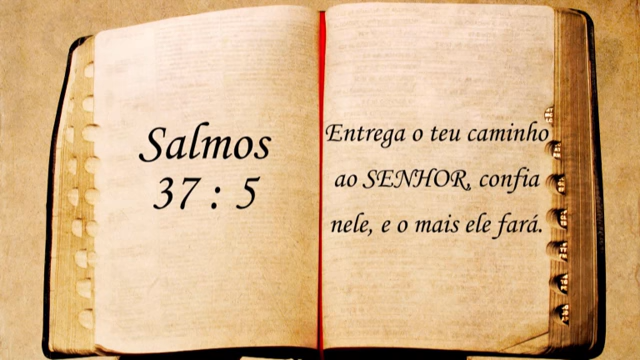 Salmos
37 : 5
Entrega o teu caminho
ao SENHOR, confia
nele, e o mais ele fará.